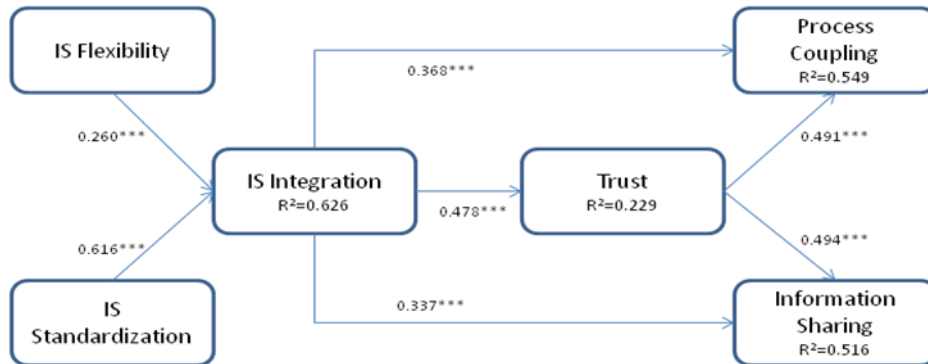 IS Flexibility
Process
Coupling
R²=0.549
0.368***
0.260***
0.491***
IS Integration
R²=0.626
Trust
R²=0.229
0.478***
0.616***
0.494***
IS
Standardization
0.337***
Information
Sharing
R²=0.516